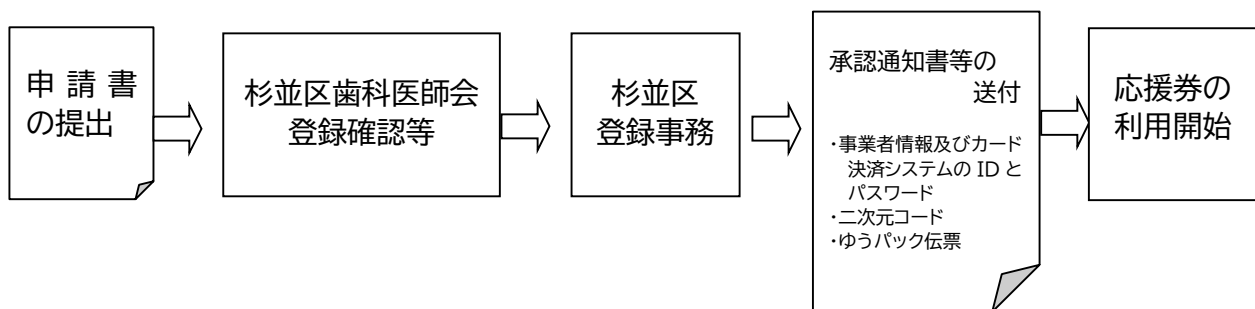 申請書
の提出
杉並区歯科医師会
登録確認等
杉並区
登録事務
承認通知書等の
送付
・事業者情報及びカード
決済システムの ID と
パスワード
・二次元コード
・ゆうパック伝票
応援券の
利用開始